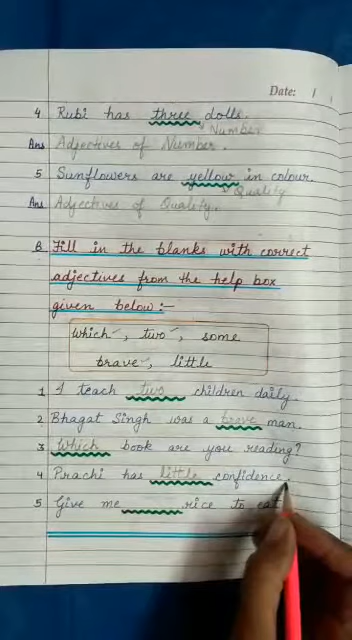 Date: / /
4 Rubi has three dolls.
Number
Ans Adjectives of Number.
5 Sunflowers are yellow in colour.
Quality
Ans Adjectives of Quality.
B Fill in the blanks with correct
adjectives from the help box
given below:-
which, two, some
brave, little
1 I teach two children daily.
2 Bhagat Singh was a brave man.
3 Which book are you reading?
4 Prachi has little confidence.
5 Give me ______ rice to eat